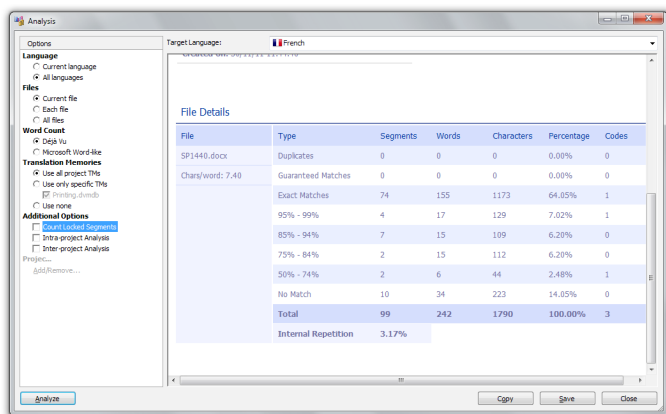 Analysis
Options
Language
Current language
All languages
Files
Current file
Each file
All files
Word Count
Déjà Vu
Microsoft Word-like
Translation Memories
Use all project TMs
Use only specific TMs
Printing.dvmdb
Use none
Additional Options
Count Locked Segments
Intra-project Analysis
Inter-project Analysis
Projec...
Add/Remove...
Target Language: French
File Details
File Type Segments Words Characters Percentage Codes
SP1440.docx Duplicates 0 0 0 0.00% 0
Chars/word: 7.40 Guaranteed Matches 0 0 0 0.00% 0
Exact Matches 74 155 1173 64.05% 1
95% - 99% 4 17 129 7.02% 1
85% - 94% 7 15 109 6.20% 0
75% - 84% 2 15 112 6.20% 0
50% - 74% 2 6 44 2.48% 1
No Match 10 34 223 14.05% 0
Total 99 242 1790 100.00% 3
Internal Repetition 3.17%
Analyze Copy Save Close